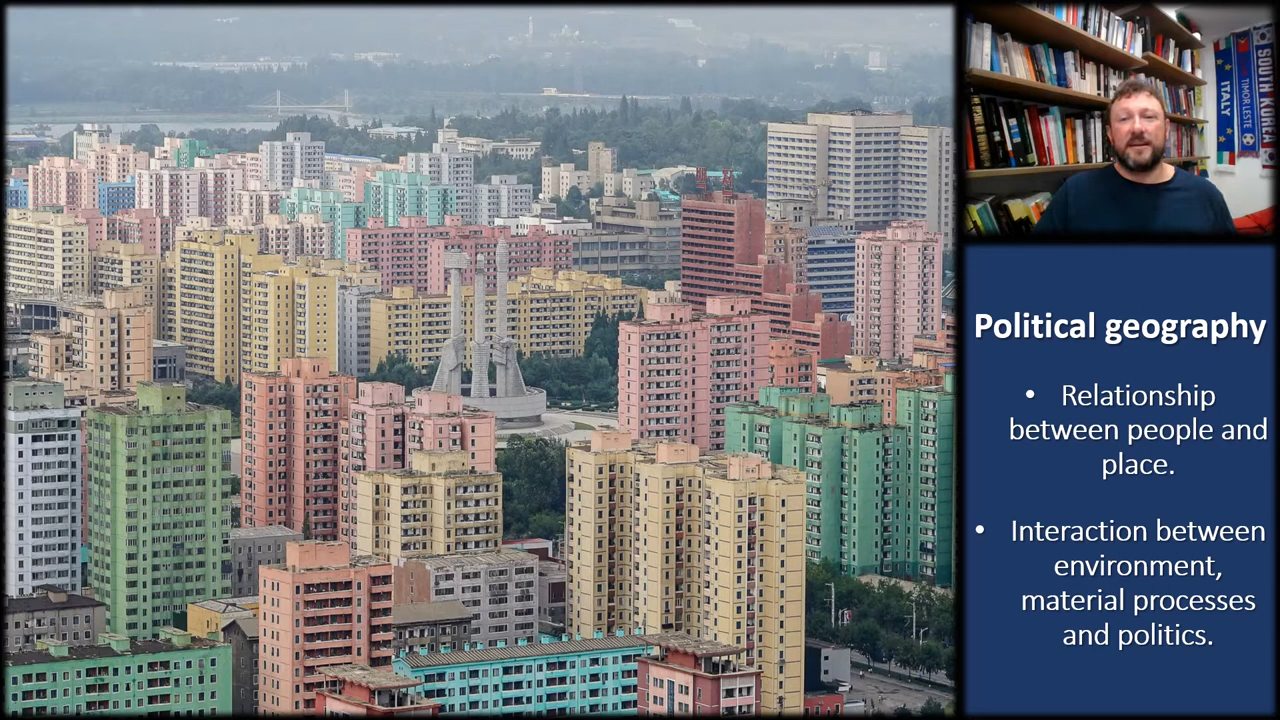 ITALY
TIMOR LESTE
SOUTH KOREA
Political geography
• Relationship
between people and
place.
• Interaction between
environment,
material processes
and politics.